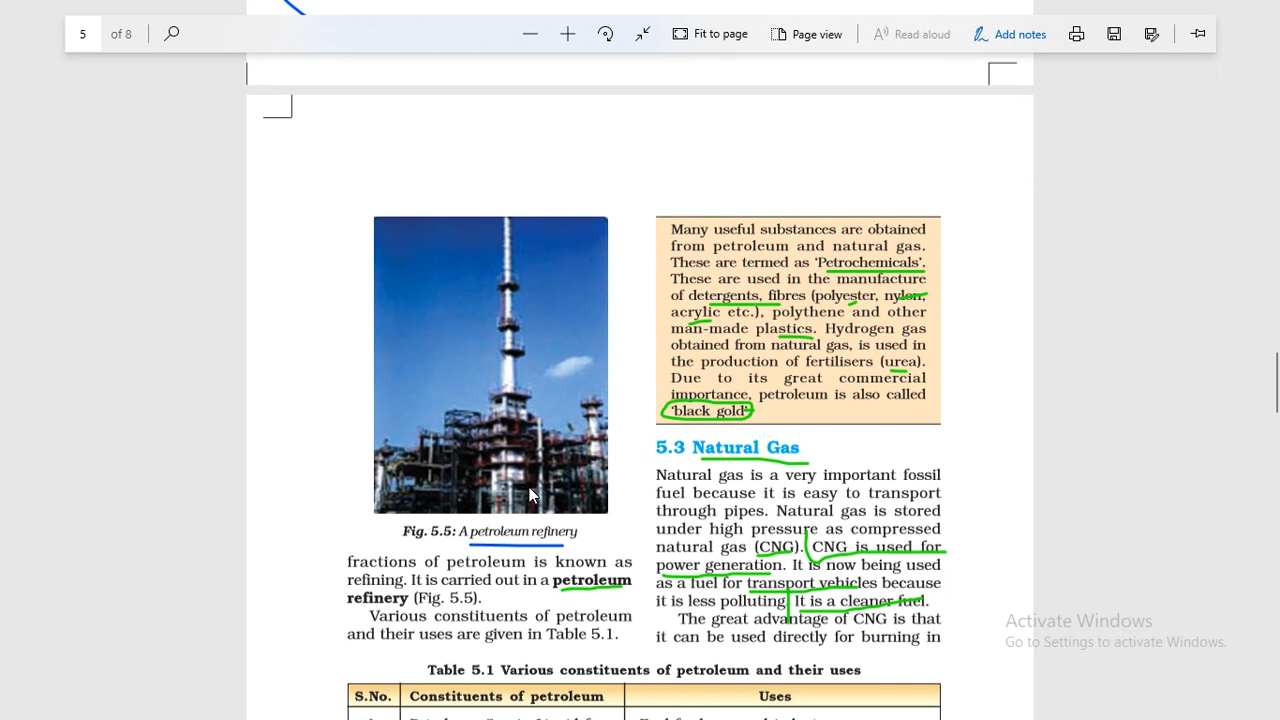 5 of 8
Fit to page
Page view
Read aloud
Add notes
Fig. 5.5: A petroleum refinery
fractions of petroleum is known as
refining. It is carried out in a petroleum
refinery (Fig. 5.5).
Various constituents of petroleum
and their uses are given in Table 5.1.
Many useful substances are obtained
from petroleum and natural gas.
These are termed as ‘Petrochemicals’.
These are used in the manufacture
of detergents, fibres (polyester, nylon,
acrylic etc.), polythene and other
man-made plastics. Hydrogen gas
obtained from natural gas, is used in
the production of fertilisers (urea).
Due to its great commercial
importance, petroleum is also called
‘black gold’
5.3 Natural Gas
Natural gas is a very important fossil
fuel because it is easy to transport
through pipes. Natural gas is stored
under high pressure as compressed
natural gas (CNG). CNG is used for
power generation. It is now being used
as a fuel for transport vehicles because
it is less polluting. It is a cleaner fuel.
The great advantage of CNG is that
it can be used directly for burning in
Table 5.1 Various constituents of petroleum and their uses
S.No. Constituents of petroleum Uses
Activate Windows
Go to Settings to activate Windows.